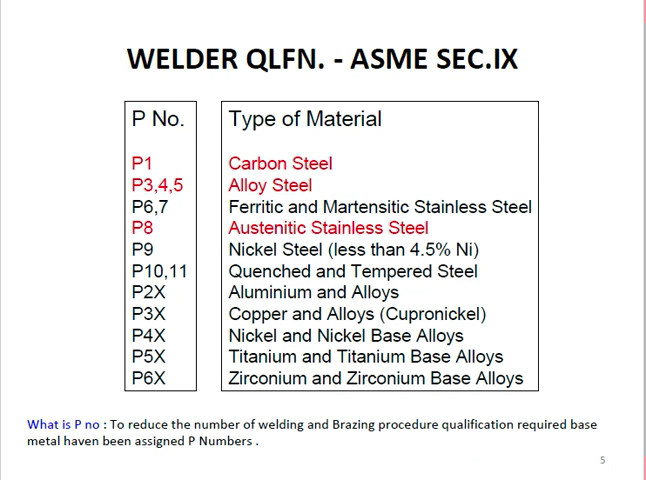 WELDER QLFN. - ASME SEC.IX
P No. Type of Material
P1 Carbon Steel
P3,4,5 Alloy Steel
P6,7 Ferritic and Martensitic Stainless Steel
P8 Austenitic Stainless Steel
P9 Nickel Steel (less than 4.5% Ni)
P10,11 Quenched and Tempered Steel
P2X Aluminium and Alloys
P3X Copper and Alloys (Cupronickel)
P4X Nickel and Nickel Base Alloys
P5X Titanium and Titanium Base Alloys
P6X Zirconium and Zirconium Base Alloys
What is P no : To reduce the number of welding and Brazing procedure qualification required base
metal haven been assigned P Numbers .
5